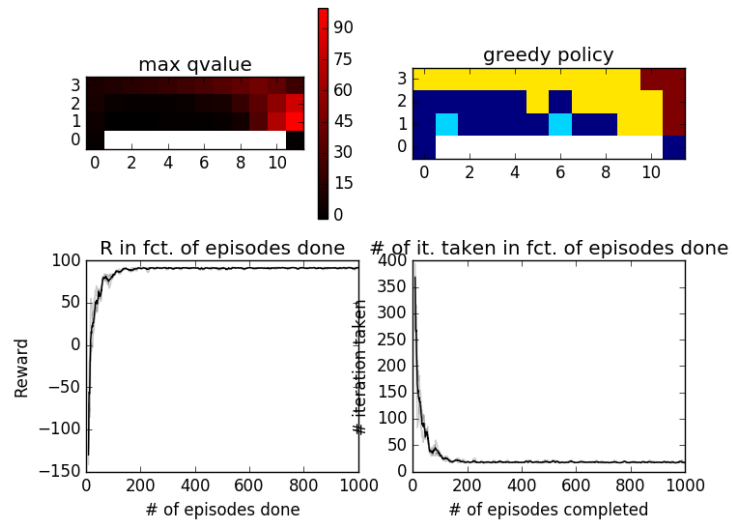 max qvalue
3
2
1
0
0 2 4 6 8 10
90
75
60
45
30
15
0
greedy policy
3
2
1
0
0 2 4 6 8 10
R in fct. of episodes done
100
50
0
−50
−100
−150
Reward
0 200 400 600 800 1000
# of episodes done
# of it. taken in fct. of episodes done
400
350
300
250
200
150
100
50
0
# iteration taken
0 200 400 600 800 1000
# of episodes completed